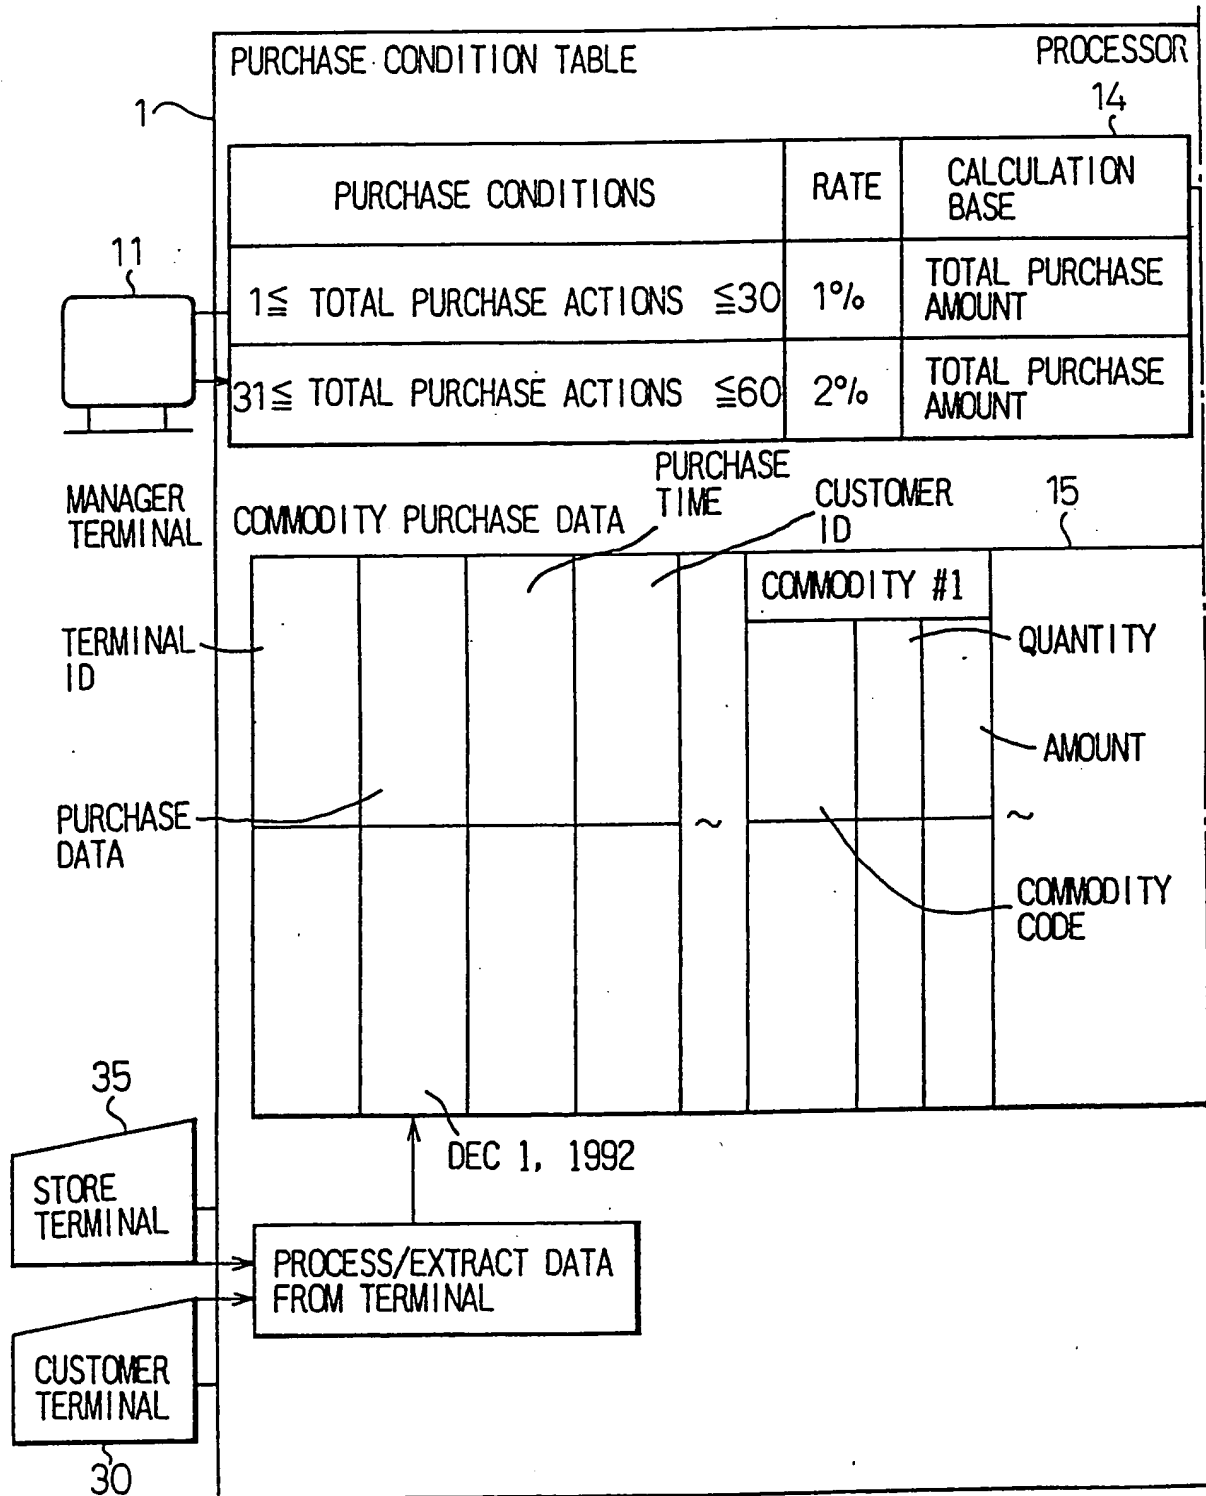 PURCHASE CONDITION TABLE
PROCESSOR
1
14
PURCHASE CONDITIONS
RATE
CALCULATION
BASE
11
1≦ TOTAL PURCHASE ACTIONS ≦30
1%
TOTAL PURCHASE
AMOUNT
31≦ TOTAL PURCHASE ACTIONS ≦60
2%
TOTAL PURCHASE
AMOUNT
MANAGER
TERMINAL
COMMODITY PURCHASE DATA
PURCHASE
TIME
CUSTOMER
ID
15
COMMODITY #1
TERMINAL
ID
QUANTITY
AMOUNT
PURCHASE
DATA
~
~
COMMODITY
CODE
35
DEC 1, 1992
STORE
TERMINAL
PROCESS/EXTRACT DATA
FROM TERMINAL
CUSTOMER
TERMINAL
30